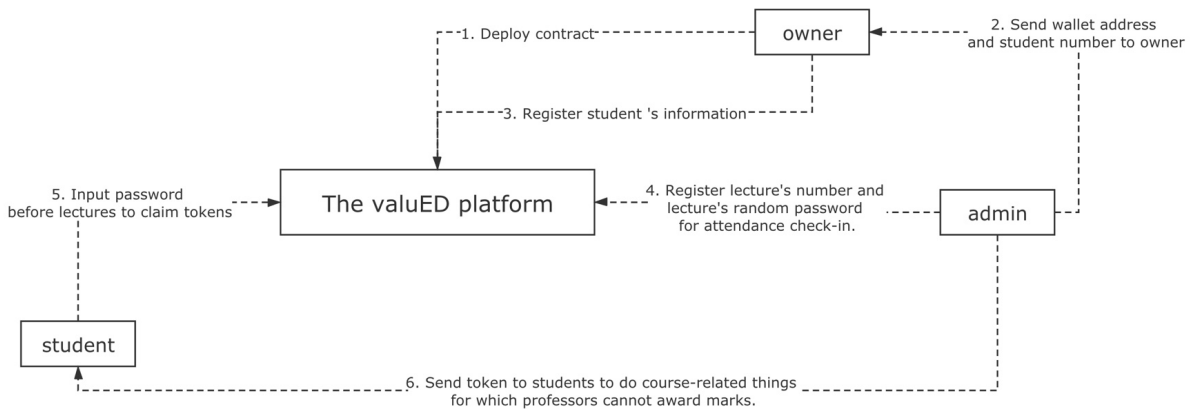 1. Deploy contract
owner
2. Send wallet address
and student number to owner
3. Register student 's information
5. Input password
before lectures to claim tokens
The valuED platform
4. Register lecture's number and
lecture's random password
for attendance check-in.
admin
student
6. Send token to students to do course-related things
for which professors cannot award marks.